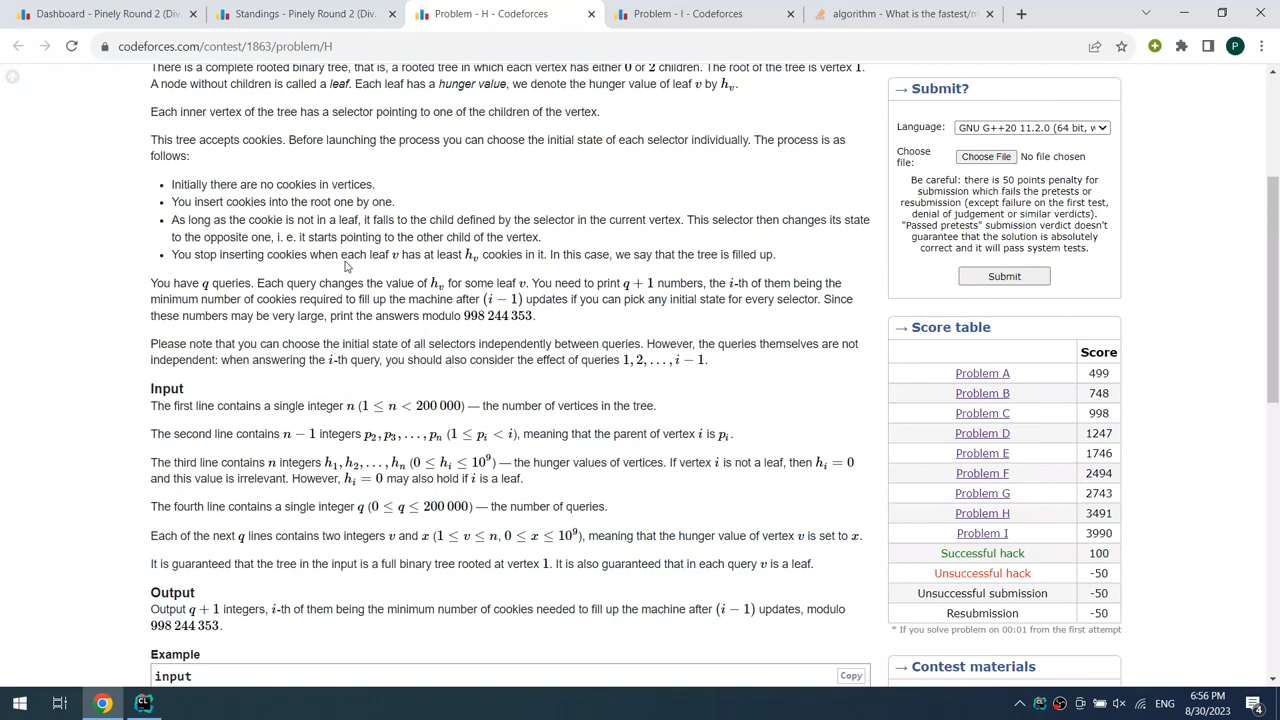 Dashboard - Pinely Round 2 (Div.
Standings - Pinely Round 2 (Div.
Problem - H - Codeforces
Problem - I - Codeforces
algorithm - What is the fastest/m
codeforces.com/contest/1863/problem/H
P
There is a complete rooted binary tree, that is, a rooted tree in which each vertex has either 0 or 2 children. The root of the tree is vertex 1.
A node without children is called a leaf. Each leaf has a hunger value, we denote the hunger value of leaf v by h_v.
Each inner vertex of the tree has a selector pointing to one of the children of the vertex.
This tree accepts cookies. Before launching the process you can choose the initial state of each selector individually. The process is as
follows:
• Initially there are no cookies in vertices.
• You insert cookies into the root one by one.
• As long as the cookie is not in a leaf, it falls to the child defined by the selector in the current vertex. This selector then changes its state
to the opposite one, i. e. it starts pointing to the other child of the vertex.
• You stop inserting cookies when each leaf v has at least h_v cookies in it. In this case, we say that the tree is filled up.
You have q queries. Each query changes the value of h_v for some leaf v. You need to print q + 1 numbers, the i-th of them being the
minimum number of cookies required to fill up the machine after (i − 1) updates if you can pick any initial state for every selector. Since
these numbers may be very large, print the answers modulo 998 244 353.
Please note that you can choose the initial state of all selectors independently between queries. However, the queries themselves are not
independent: when answering the i-th query, you should also consider the effect of queries 1, 2, . . . , i − 1.
Input
The first line contains a single integer n (1 ≤ n < 200 000) — the number of vertices in the tree.
The second line contains n − 1 integers p_2, p_3, . . . , p_n (1 ≤ p_i < i), meaning that the parent of vertex i is p_i.
The third line contains n integers h_1, h_2, . . . , h_n (0 ≤ h_i ≤ 10^9) — the hunger values of vertices. If vertex i is not a leaf, then h_i = 0
and this value is irrelevant. However, h_i = 0 may also hold if i is a leaf.
The fourth line contains a single integer q (0 ≤ q ≤ 200 000) — the number of queries.
Each of the next q lines contains two integers v and x (1 ≤ v ≤ n, 0 ≤ x ≤ 10^9), meaning that the hunger value of vertex v is set to x.
It is guaranteed that the tree in the input is a full binary tree rooted at vertex 1. It is also guaranteed that in each query v is a leaf.
Output
Output q + 1 integers, i-th of them being the minimum number of cookies needed to fill up the machine after (i − 1) updates, modulo
998 244 353.
Example
input
Copy
→ Submit?
Language: GNU G++20 11.2.0 (64 bit, w
Choose
file:
Choose File No file chosen
Be careful: there is 50 points penalty for
submission which fails the pretests or
resubmission (except failure on the first test,
denial of judgement or similar verdicts).
"Passed pretests" submission verdict doesn't
guarantee that the solution is absolutely
correct and it will pass system tests.
Submit
→ Score table
Score
Problem A 499
Problem B 748
Problem C 998
Problem D 1247
Problem E 1746
Problem F 2494
Problem G 2743
Problem H 3491
Problem I 3990
Successful hack 100
Unsuccessful hack -50
Unsuccessful submission -50
Resubmission -50
* If you solve problem on 00:01 from the first attempt
→ Contest materials
ENG
6:56 PM
8/30/2023
4